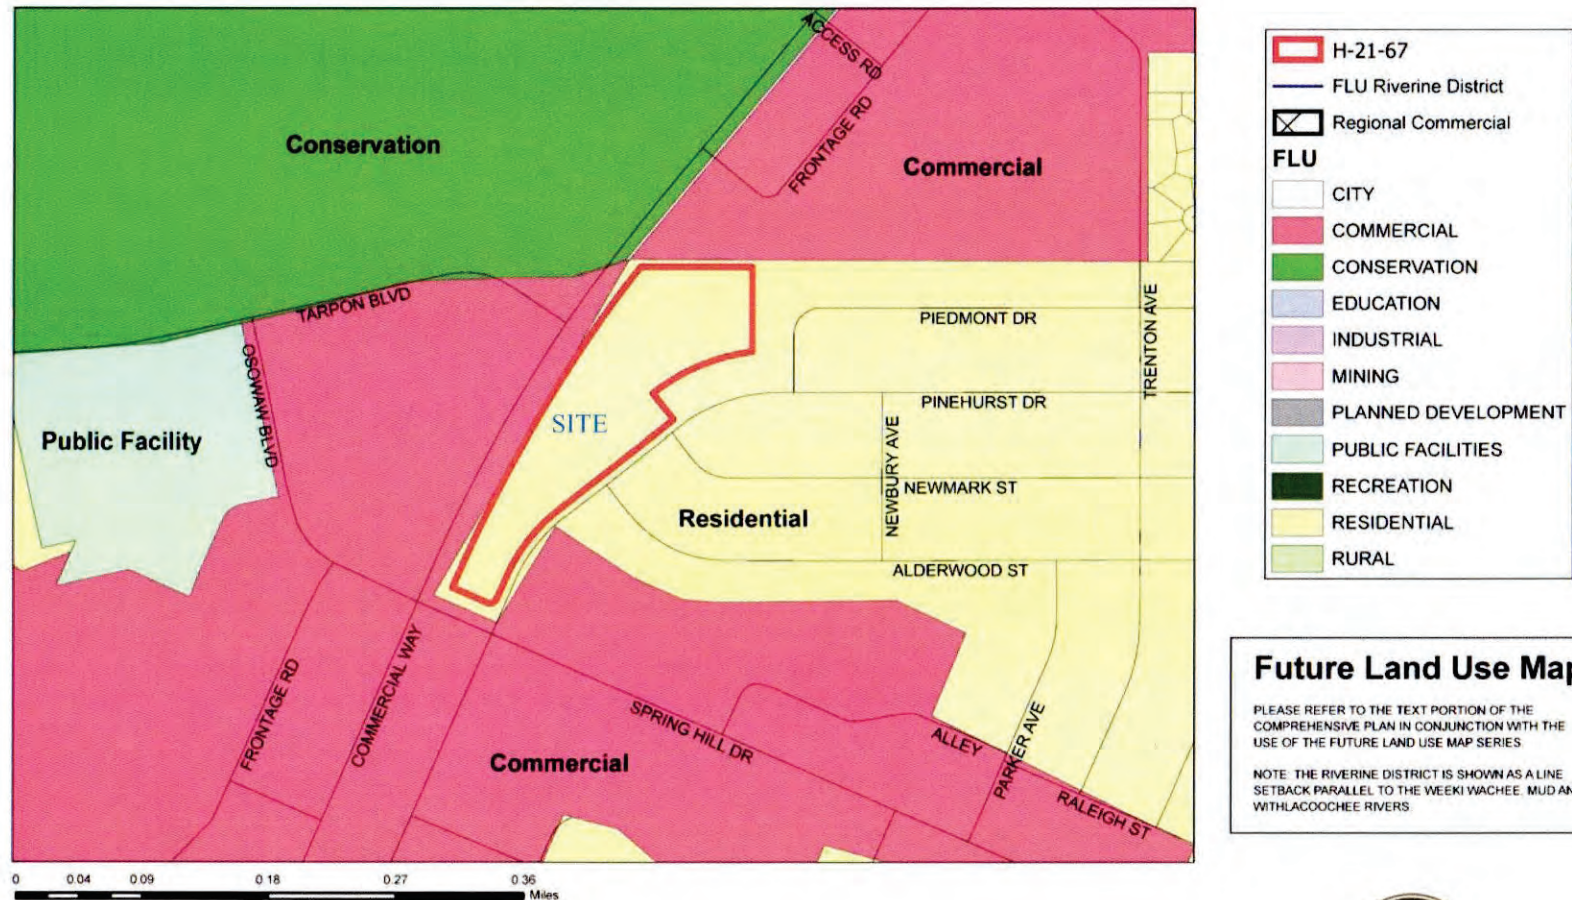 ACCESS RD
FRONTAGE RD
Conservation
Commercial
TARPON BLVD
PIEDMONT DR
TRENTON AVE
OSOWAW BLVD
PINEHURST DR
SITE
Public Facility
NEWBURY AVE
NEWMARK ST
Residential
ALDERWOOD ST
FRONTAGE RD
COMMERCIAL WAY
SPRING HILL DR
ALLEY
PARKER AVE
Commercial
RALEIGH ST
0 0.04 0.09 0.18 0.27 0.36
Miles
H-21-67
FLU Riverine District
Regional Commercial
FLU
CITY
COMMERCIAL
CONSERVATION
EDUCATION
INDUSTRIAL
MINING
PLANNED DEVELOPMENT
PUBLIC FACILITIES
RECREATION
RESIDENTIAL
RURAL
Future Land Use Map
PLEASE REFER TO THE TEXT PORTION OF THE
COMPREHENSIVE PLAN IN CONJUNCTION WITH THE
USE OF THE FUTURE LAND USE MAP SERIES
NOTE: THE RIVERINE DISTRICT IS SHOWN AS A LINE
SETBACK PARALLEL TO THE WEEKI WACHEE, MUD AN
WITHLACOOCHEE RIVERS